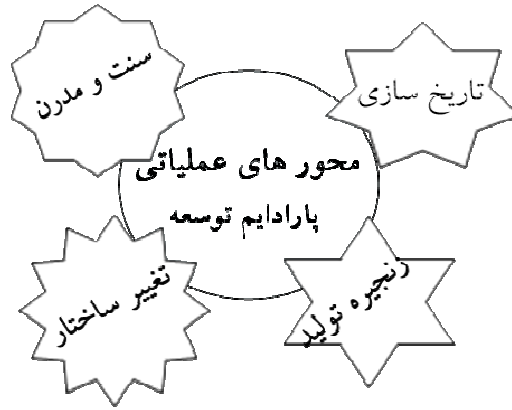 سنت و مدرن
تاریخ سازی
محور های عملیاتی
پارادایم توسعه
تغییر ساختار
زنجیره تولید